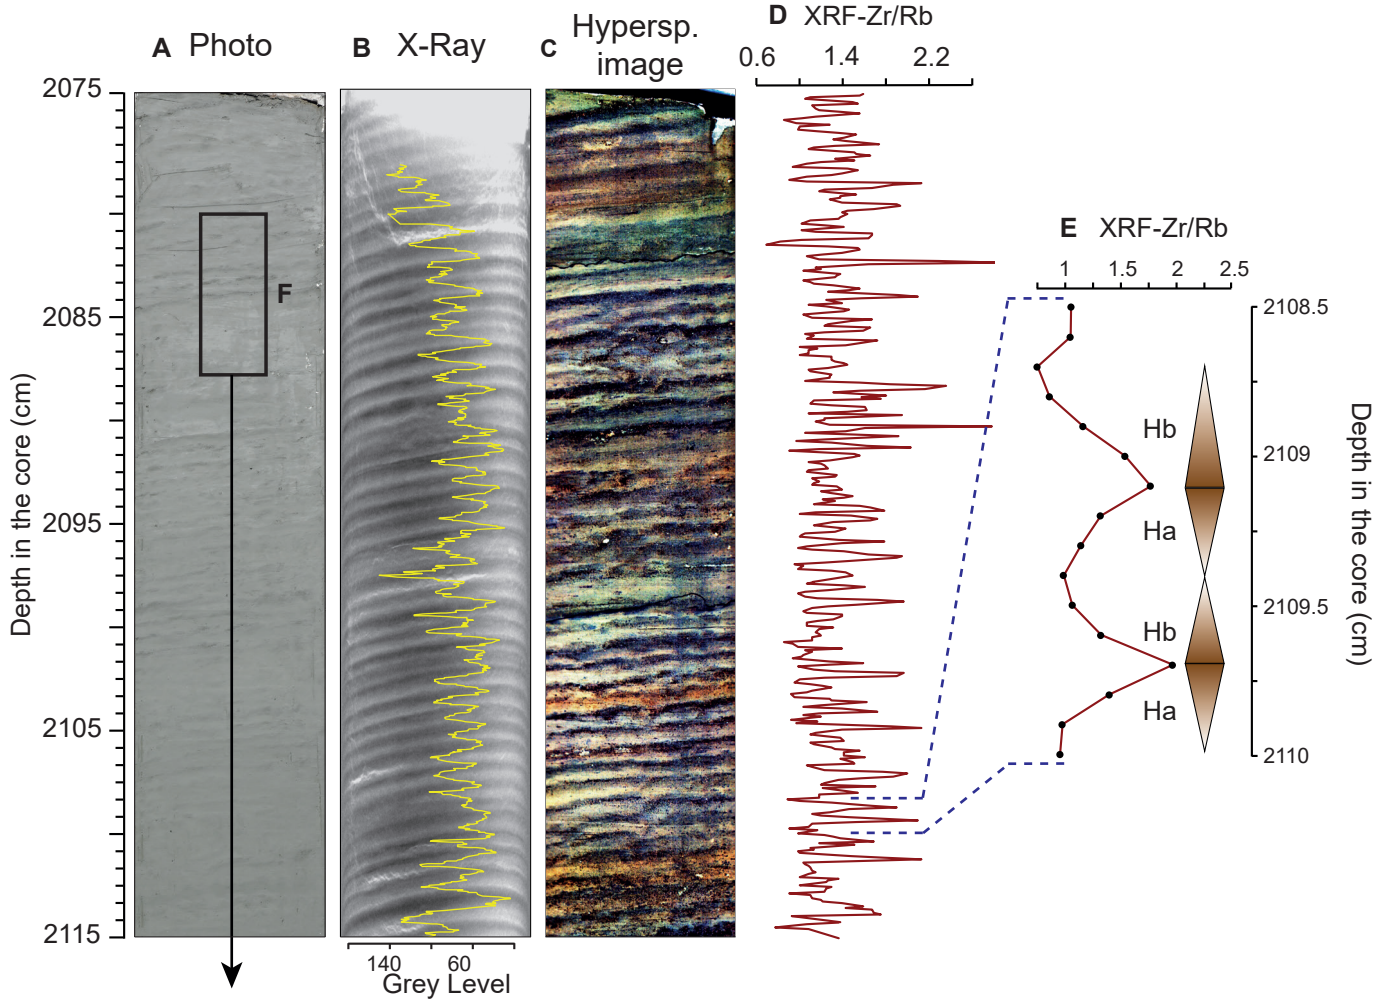 A Photo
B X-Ray
C Hypersp.
image
D XRF-Zr/Rb
0.6 1.4 2.2
E XRF-Zr/Rb
1 1.5 2 2.5
2075
2085
2095
2105
2115
Depth in the core (cm)
F
140 60
Grey Level
2108.5
2109
2109.5
2110
Hb
Ha
Hb
Ha
Depth in the core (cm)